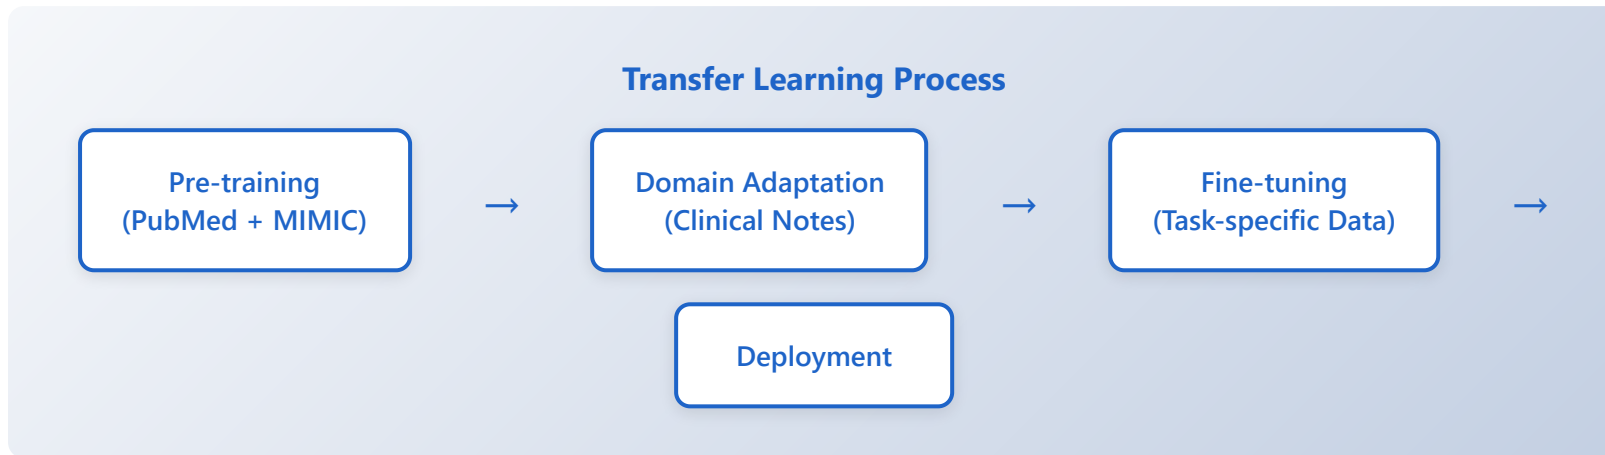 Transfer Learning Process
Pre-training
(PubMed + MIMIC)
→
Domain Adaptation
(Clinical Notes)
→
Fine-tuning
(Task-specific Data)
→
Deployment